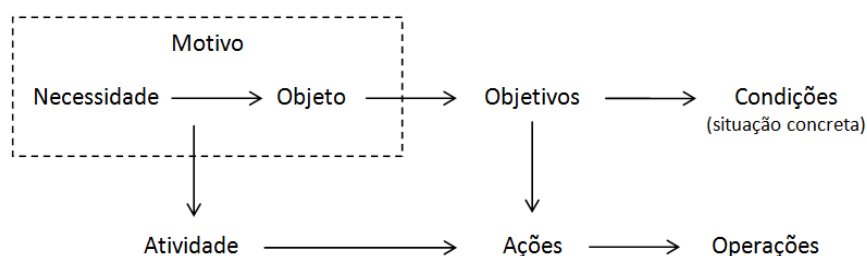 Motivo
Necessidade Objeto Objetivos Condições
(situação concreta)
Atividade Ações Operações